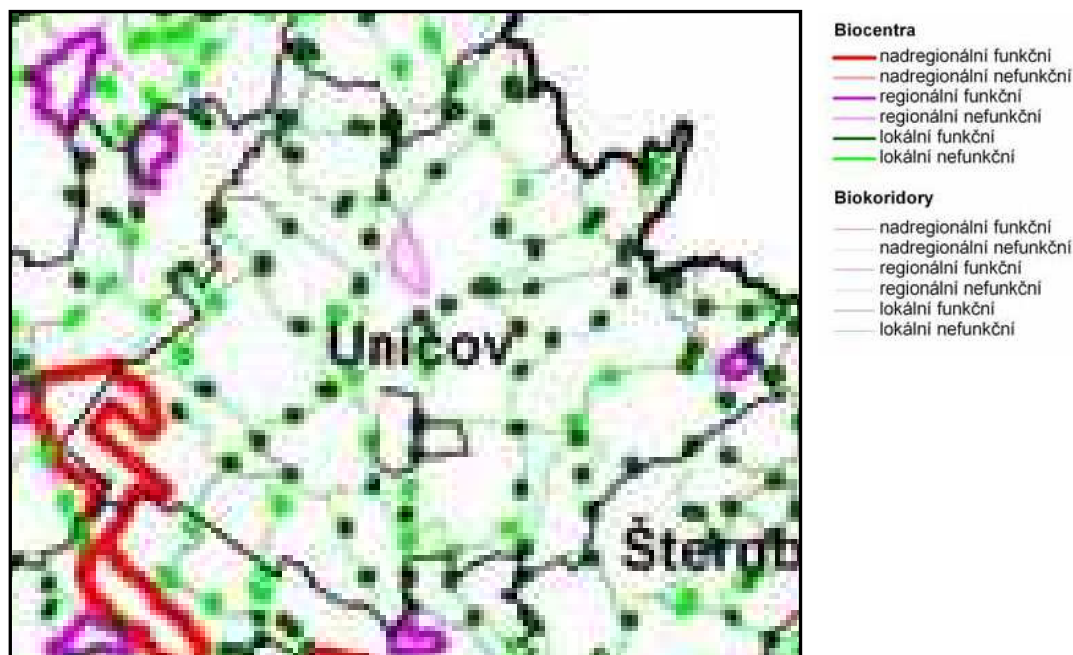 Uničov
Biocentra
nadregionální funkční
nadregionální nefunkční
regionální funkční
regionální nefunkční
lokální funkční
lokální nefunkční
Biokoridory
nadregionální funkční
nadregionální nefunkční
regionální funkční
regionální nefunkční
lokální funkční
lokální nefunkční